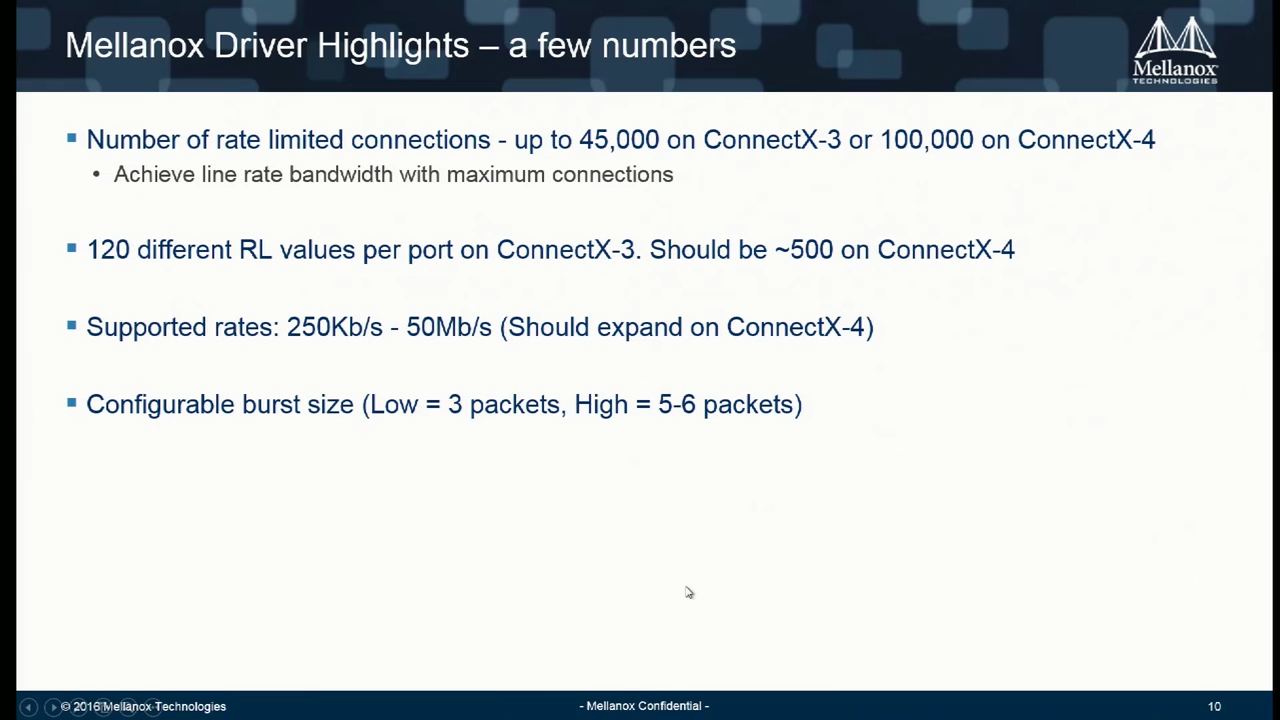 Mellanox Driver Highlights – a few numbers
Mellanox
TECHNOLOGIES
Number of rate limited connections - up to 45,000 on ConnectX-3 or 100,000 on ConnectX-4
• Achieve line rate bandwidth with maximum connections
120 different RL values per port on ConnectX-3. Should be ~500 on ConnectX-4
Supported rates: 250Kb/s - 50Mb/s (Should expand on ConnectX-4)
Configurable burst size (Low = 3 packets, High = 5-6 packets)
© 2016 Mellanox Technologies
- Mellanox Confidential -
10